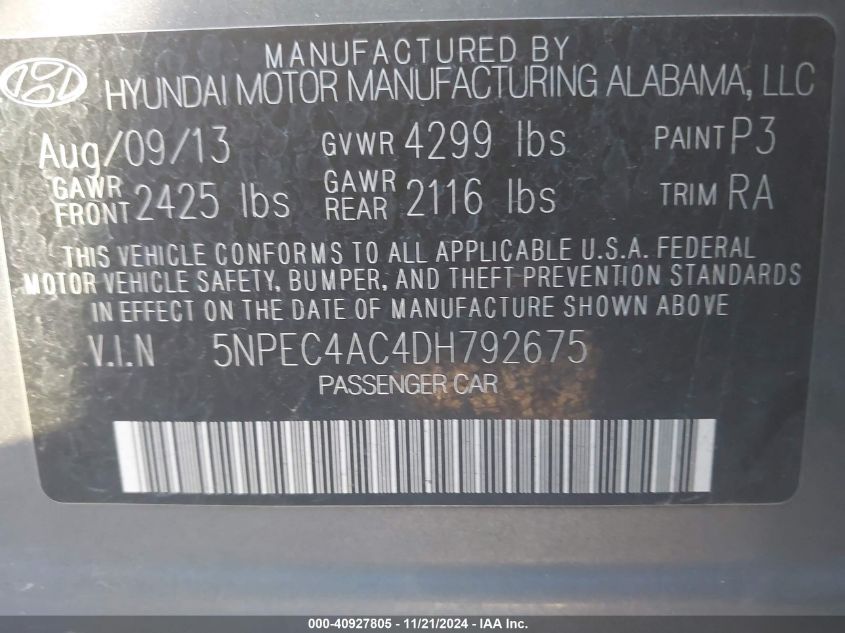 MANUFACTURED BY
HYUNDAI MOTOR MANUFACTURING ALABAMA, LLC
Aug/09/13 GVWR 4299 lbs PAINT P3
GAWR FRONT 2425 lbs GAWR REAR 2116 lbs TRIM RA
THIS VEHICLE CONFORMS TO ALL APPLICABLE U.S.A. FEDERAL
MOTOR VEHICLE SAFETY, BUMPER, AND THEFT PREVENTION STANDARDS
IN EFFECT ON THE DATE OF MANUFACTURE SHOWN ABOVE
V.I.N 5NPEC4AC4DH792675
PASSENGER CAR
000-40927805 - 11/21/2024 - IAA Inc.